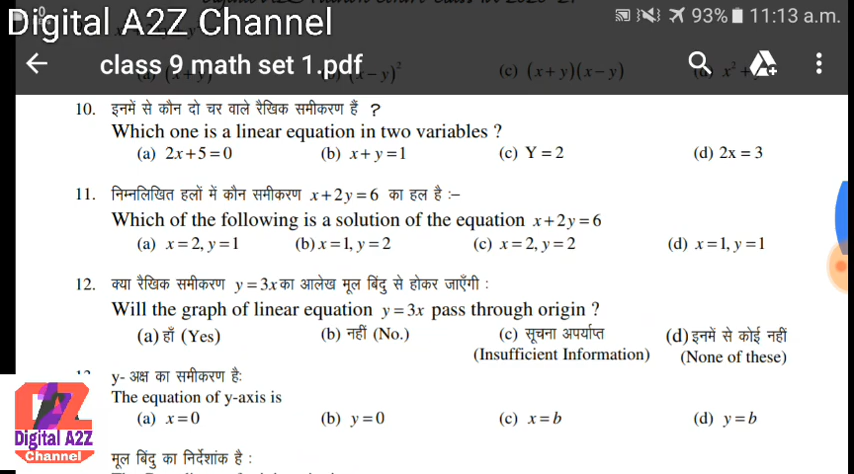 Digital A2Z Channel
93% 11:13 a.m.
class 9 math set 1.pdf
(c) (x+y)(x−y)
10. इनमें से कौन दो चर वाले रैखिक समीकरण हैं ?
Which one is a linear equation in two variables ?
(a) 2x+5=0 (b) x+y=1 (c) Y=2 (d) 2x=3
11. निम्नलिखित हलों में कौन समीकरण x+2y=6 का हल है :–
Which of the following is a solution of the equation x+2y=6
(a) x=2, y=1 (b) x=1, y=2 (c) x=2, y=2 (d) x=1, y=1
12. क्या रैखिक समीकरण y=3x का आलेख मूल बिंदु से होकर जाएँगी :
Will the graph of linear equation y=3x pass through origin ?
(a) हाँ (Yes) (b) नहीं (No.) (c) सूचना अपर्याप्त (d) इनमें से कोई नहीं
(Insufficient Information) (None of these)
y- अक्ष का समीकरण है:
The equation of y-axis is
(a) x=0 (b) y=0 (c) x=b (d) y=b
मूल बिंदु का निर्देशांक है :
Digital A2Z
Channel